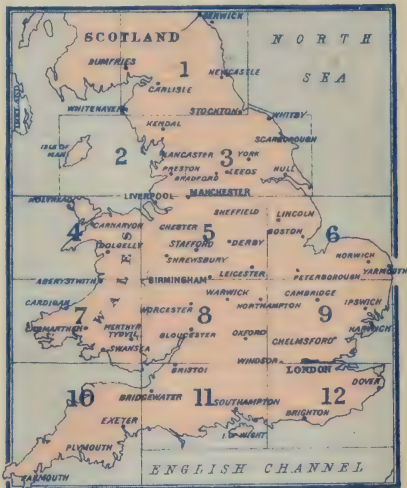 BERWICK
SCOTLAND
NORTH
SEA
DUMFRIES
1
NEWCASTLE
CARLISLE
WHITEHAVEN
STOCKTON
WHITBY
KENDAL
SCARBOROUGH
ISLE OF
MAN
2
LANCASTER
3
YORK
PRESTON
LEEDS
BRADFORD
HULL
LIVERPOOL
MANCHESTER
HOLYHEAD
SHEFFIELD
4
CARNARVON
CHESTER
5
LINCOLN
BOSTON
6
DOLGELLY
STAFFORD
DERBY
NORWICH
SHREWSBURY
YARMOUTH
LEICESTER
PETERBOROUGH
ABERYSTWITH
BIRMINGHAM
WALES
WARWICK
CAMBRIDGE
CARDIGAN
WORCESTER
NORTHAMPTON
IPSWICH
7
8
9
CARMARTHEN
MERTHYR
TYDVIL
GLOUCESTER
OXFORD
HARWICH
CHELMSFORD
SWANSEA
WINDSOR
LONDON
BRISTOL
DOVER
10
BRIDGEWATER
11
SOUTHAMPTON
12
EXETER
BRIGHTON
I. OF WIGHT
PLYMOUTH
FALMOUTH
ENGLISH CHANNEL